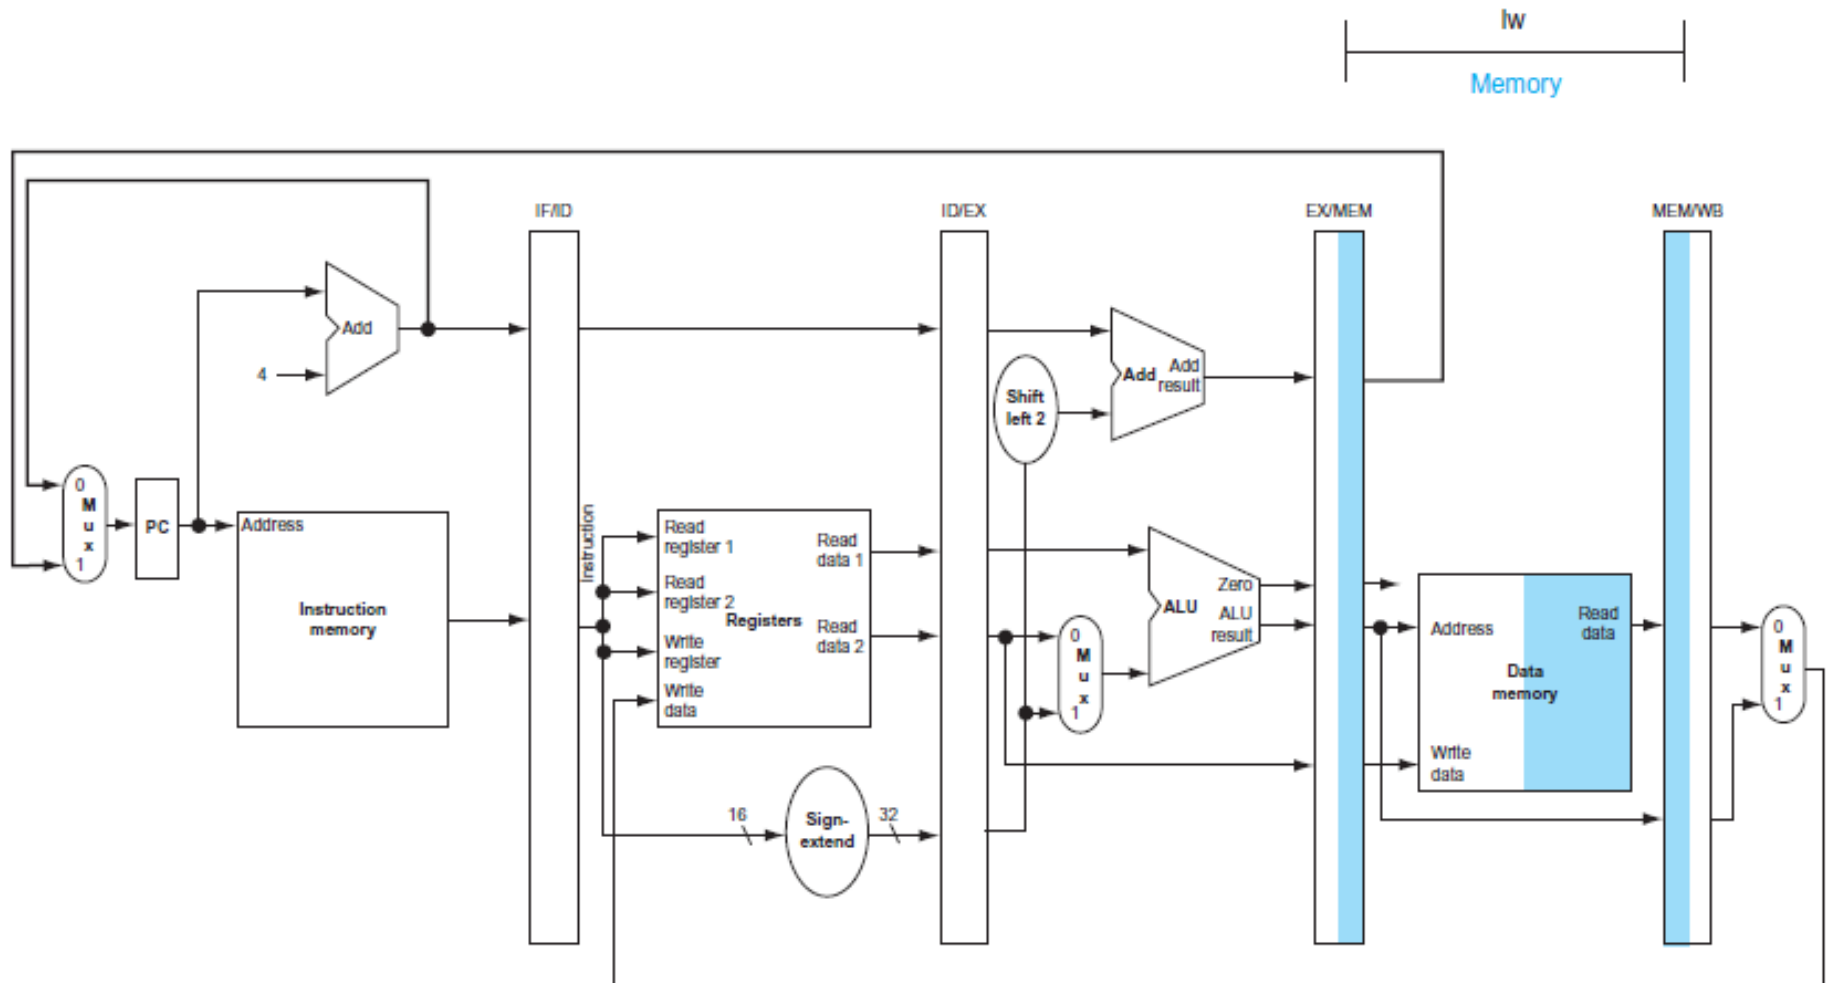 lw
Memory
IF/ID
ID/EX
EX/MEM
MEM/WB
Add
4
Add
Add
result
Shift
left 2
0
M
u
x
1
PC
Address
Instruction
memory
Instruction
Read
register 1
Read
register 2
Write
register
Write
data
Registers
Read
data 1
Read
data 2
16
Sign-
extend
32
0
M
u
x
1
ALU
Zero
ALU
result
Address
Read
data
Data
memory
Write
data
0
M
u
x
1